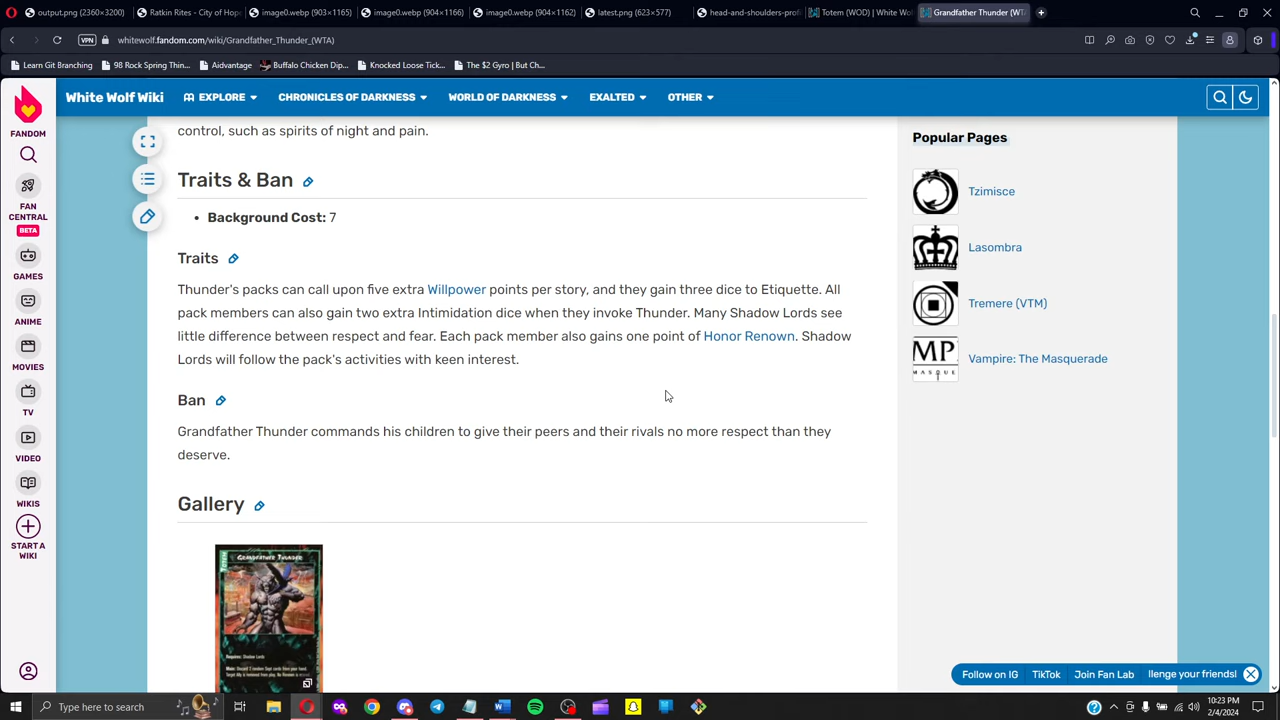 output.png (2360×3200)
Ratkin Rites - City of Hop
image0.webp (903×1165)
image0.webp (904×1166)
image0.webp (904×1162)
latest.png (623×577)
head-and-shoulders-prof
Totem (WOD) | White Wol
Grandfather Thunder (WT
VPN
whitewolf.fandom.com/wiki/Grandfather_Thunder_(WTA)
Learn Git Branching
98 Rock Spring Thin...
Aidvantage
Buffalo Chicken Dip...
Knocked Loose Tick...
The $2 Gyro | But Ch...
White Wolf Wiki
EXPLORE
CHRONICLES OF DARKNESS
WORLD OF DARKNESS
EXALTED
OTHER
FANDOM
FAN
CENTRAL
BETA
GAMES
ANIME
MOVIES
TV
VIDEO
WIKIS
START A
WIKI
control, such as spirits of night and pain.
Traits & Ban
• Background Cost: 7
Traits
Thunder's packs can call upon five extra Willpower points per story, and they gain three dice to Etiquette. All
pack members can also gain two extra Intimidation dice when they invoke Thunder. Many Shadow Lords see
little difference between respect and fear. Each pack member also gains one point of Honor Renown. Shadow
Lords will follow the pack's activities with keen interest.
Ban
Grandfather Thunder commands his children to give their peers and their rivals no more respect than they
deserve.
Gallery
Grandfather Thunder
Popular Pages
Tzimisce
Lasombra
Tremere (VTM)
Vampire: The Masquerade
Follow on IG
TikTok
Join Fan Lab
llenge your friends!
Type here to search
10:23 PM
2/4/2024